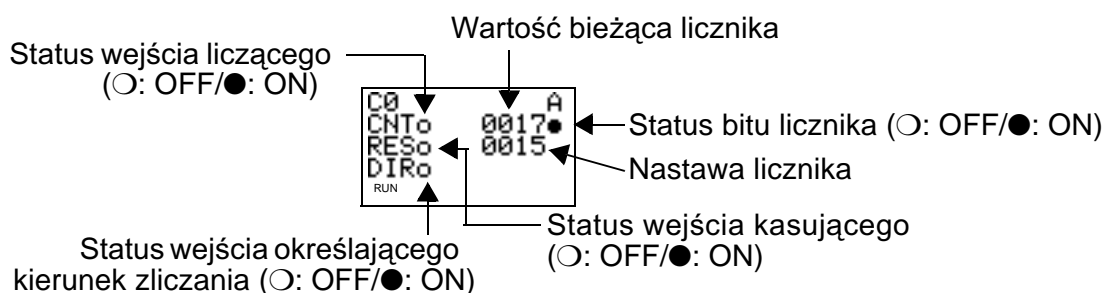 Wartość bieżąca licznika
Status wejścia liczącego
(❍: OFF/●: ON)
C0 A
CNTo 0017●
RESo 0015
DIRo
RUN
Status bitu licznika (❍: OFF/●: ON)
Nastawa licznika
Status wejścia kasującego
(❍: OFF/●: ON)
Status wejścia określającego
kierunek zliczania (❍: OFF/●: ON)